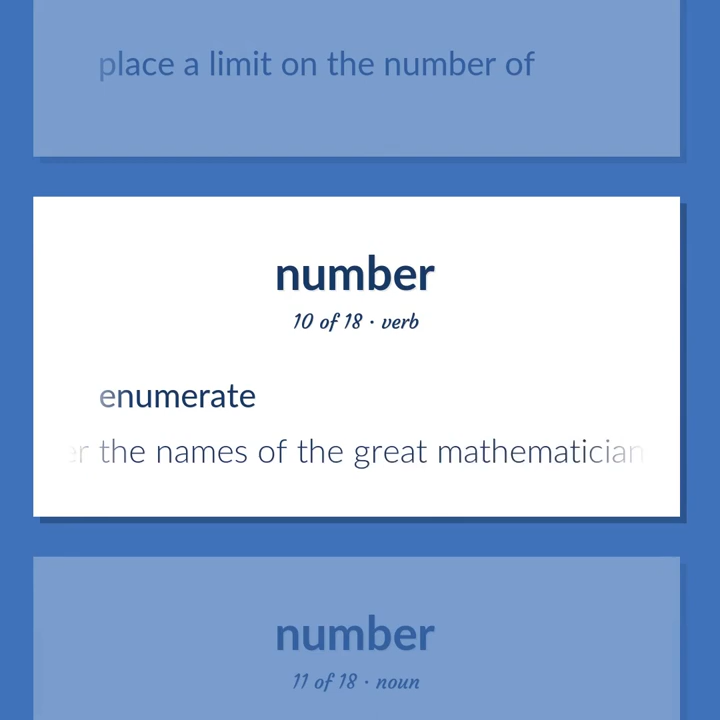 place a limit on the number of
number
10 of 18 · verb
enumerate
er the names of the great mathematician
number
11 of 18 · noun